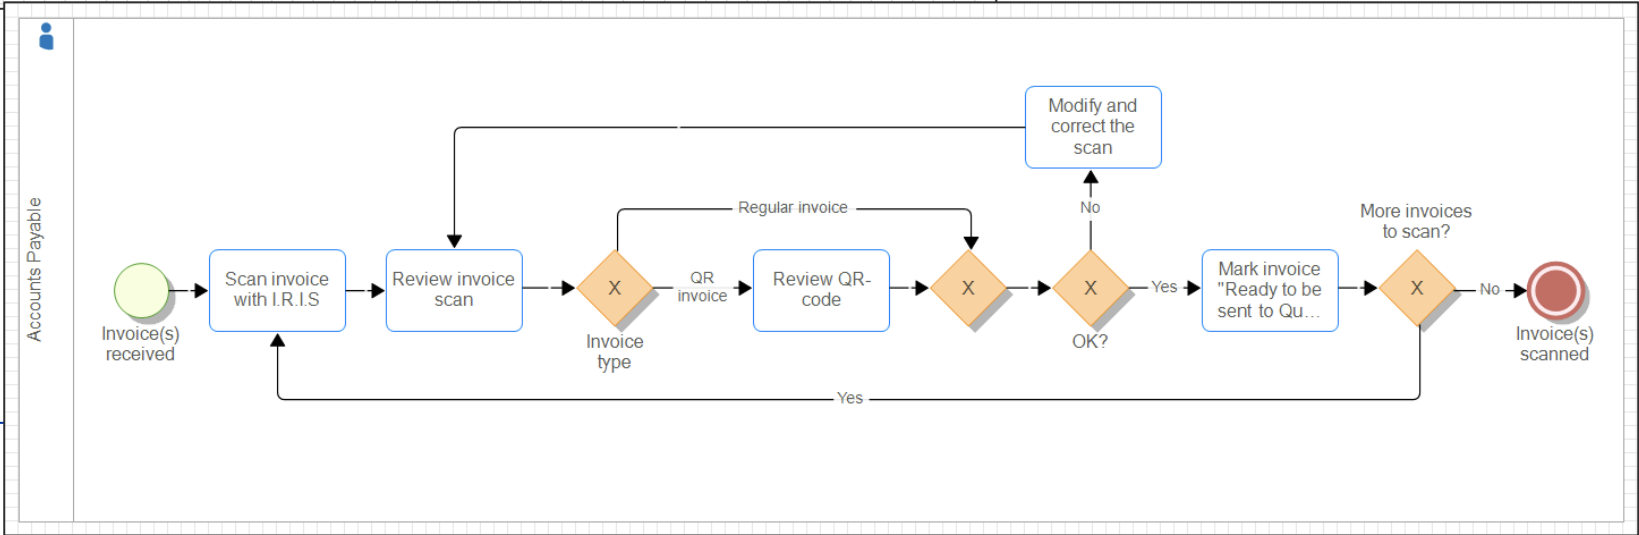 Accounts Payable
Invoice(s)
received
Scan invoice
with I.R.I.S
Review invoice
scan
X
Invoice
type
Regular invoice
QR
invoice
Review QR-
code
X
X
OK?
No
Modify and
correct the
scan
Yes
Mark invoice
"Ready to be
sent to Qu...
More invoices
to scan?
X
No
Yes
Invoice(s)
scanned